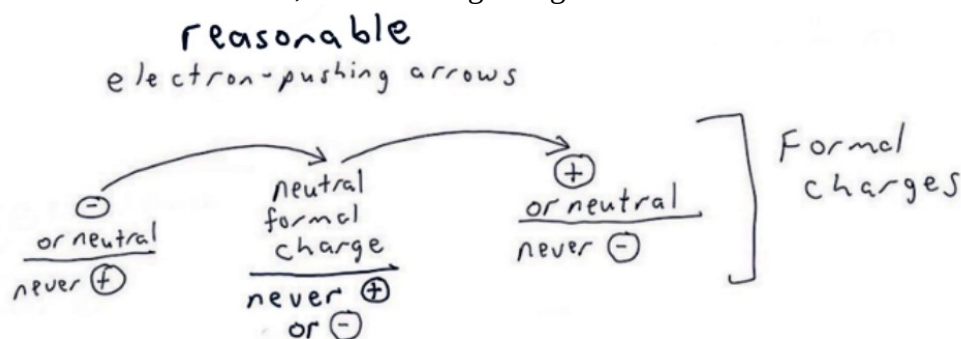 reasonable
electron-pushing arrows
⊖
or neutral
never ⊕
neutral
formal
charge
never ⊕
or ⊖
⊕
or neutral
never ⊖
Formal
charges